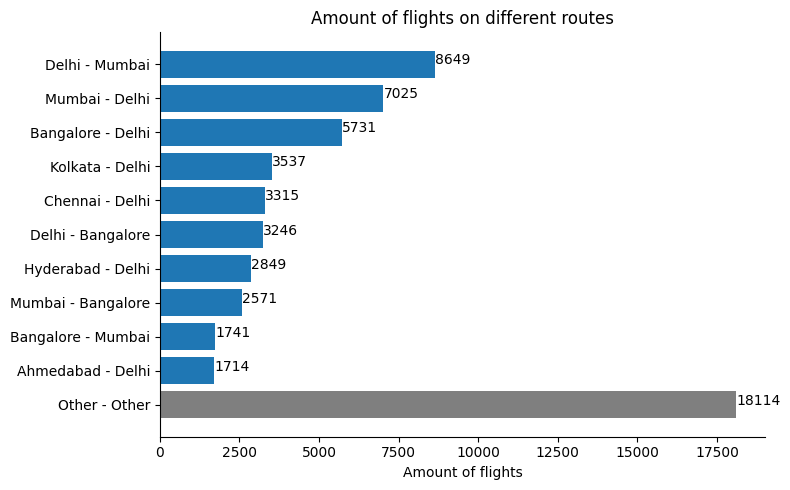 Amount of flights on different routes
Delhi - Mumbai 8649
Mumbai - Delhi 7025
Bangalore - Delhi 5731
Kolkata - Delhi 3537
Chennai - Delhi 3315
Delhi - Bangalore 3246
Hyderabad - Delhi 2849
Mumbai - Bangalore 2571
Bangalore - Mumbai 1741
Ahmedabad - Delhi 1714
Other - Other 18114
0 2500 5000 7500 10000 12500 15000 17500
Amount of flights